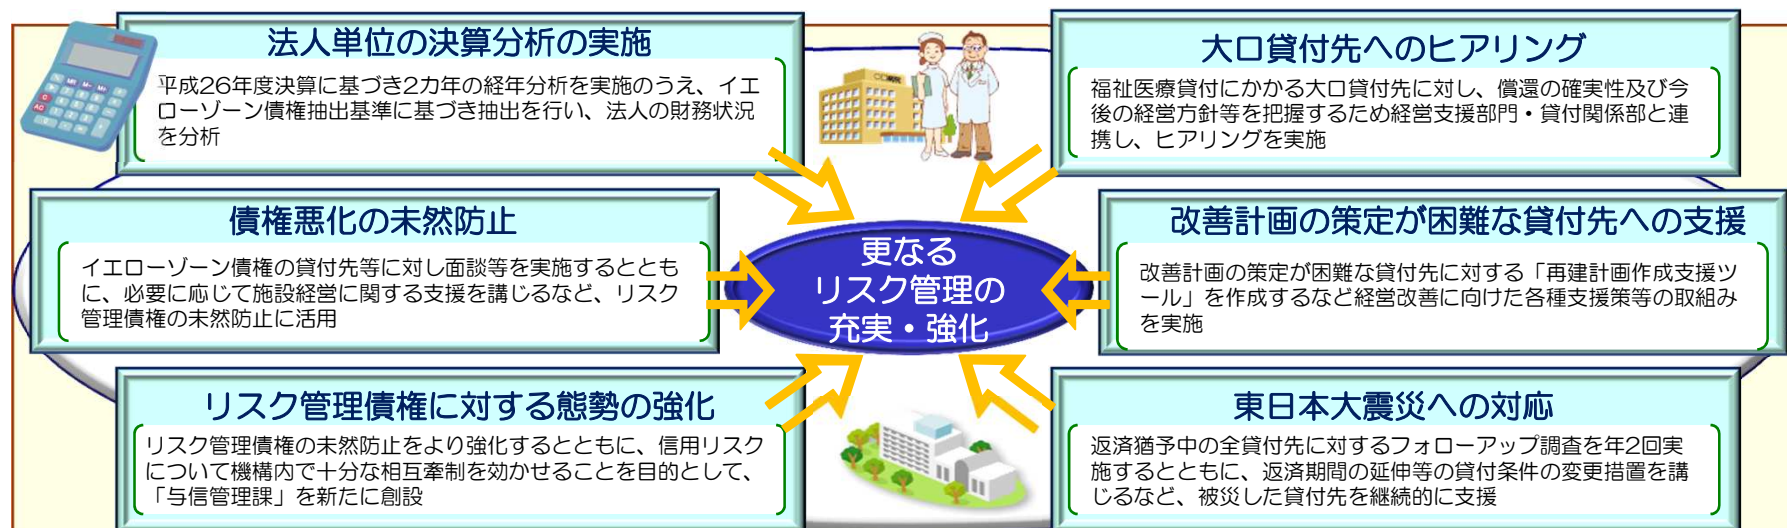 法人単位の決算分析の実施
平成26年度決算に基づき2カ年の経年分析を実施のうえ、イエ
ローゾーン債権抽出基準に基づき抽出を行い、法人の財務状況
を分析
大口貸付先へのヒアリング
福祉医療貸付にかかる大口貸付先に対し、償還の確実性及び今
後の経営方針等を把握するため経営支援部門・貸付関係部と連
携し、ヒアリングを実施
債権悪化の未然防止
イエローゾーン債権の貸付先等に対し面談等を実施するととも
に、必要に応じて施設経営に関する支援を講じるなど、リスク
管理債権の未然防止に活用
更なる
リスク管理の
充実・強化
改善計画の策定が困難な貸付先への支援
改善計画の策定が困難な貸付先に対する「再建計画作成支援ツ
ール」を作成するなど経営改善に向けた各種支援策等の取組み
を実施
リスク管理債権に対する態勢の強化
リスク管理債権の未然防止をより強化するとともに、信用リスク
について機構内で十分な相互牽制を効かせることを目的として、
「与信管理課」を新たに創設
東日本大震災への対応
返済猶予中の全貸付先に対するフォローアップ調査を年2回実
施するとともに、返済期間の延伸等の貸付条件の変更措置を講
じるなど、被災した貸付先を継続的に支援